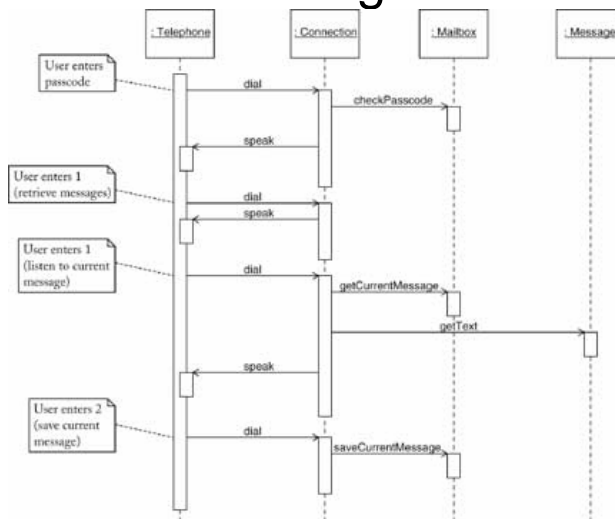 : Telephone
: Connection
: Mailbox
: Message
User enters
passcode
dial
checkPasscode
speak
User enters 1
(retrieve messages)
dial
speak
User enters 1
(listen to current
message)
dial
getCurrentMessage
getText
speak
User enters 2
(save current
message)
dial
saveCurrentMessage